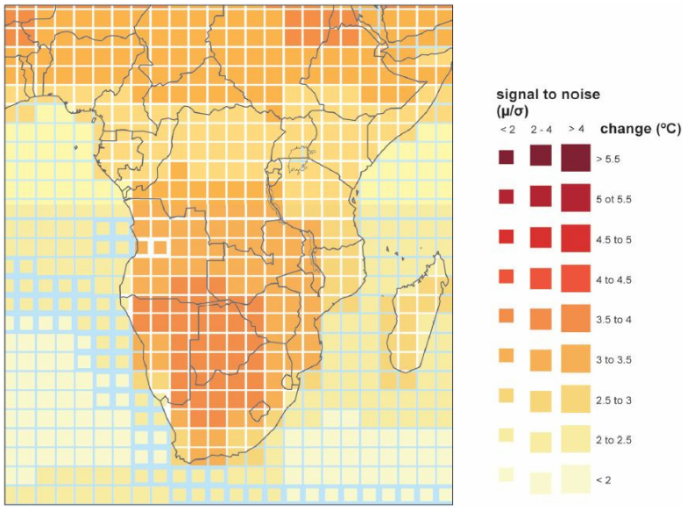 signal to noise
(μ/σ)
< 2 2 - 4 > 4 change (ºC)
> 5.5
5 ot 5.5
4.5 to 5
4 to 4.5
3.5 to 4
3 to 3.5
2.5 to 3
2 to 2.5
< 2